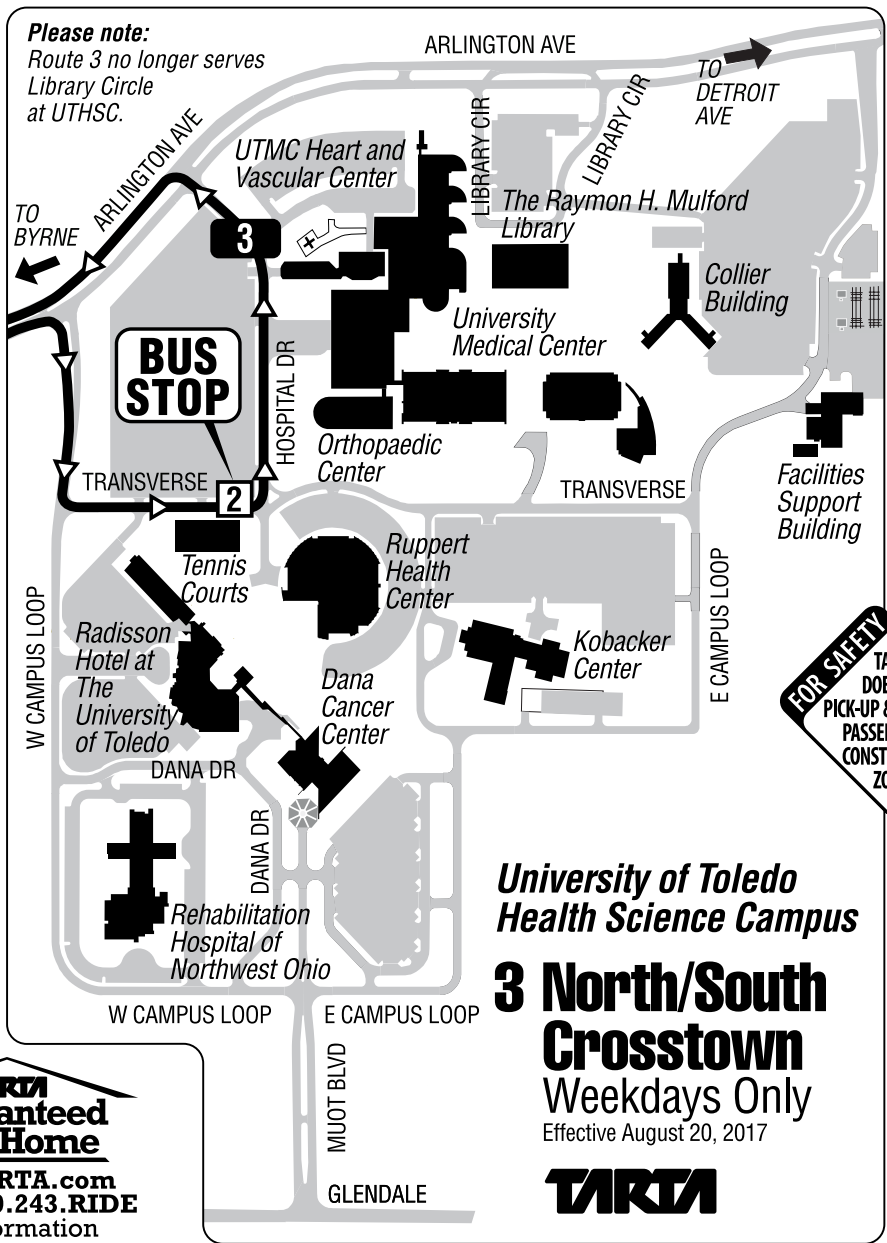 Please note:
Route 3 no longer serves
Library Circle
at UTHSC.
ARLINGTON AVE
TO
DETROIT
AVE
ARLINGTON AVE
TO
BYRNE
UTMC Heart and
Vascular Center
LIBRARY CIR
LIBRARY CIR
The Raymon H. Mulford
Library
3
Collier
Building
University
Medical Center
BUS
STOP
HOSPITAL DR
Orthopaedic
Center
TRANSVERSE
2
TRANSVERSE
Facilities
Support
Building
Tennis
Courts
Ruppert
Health
Center
W CAMPUS LOOP
Radisson
Hotel at
The
University
of Toledo
Kobacker
Center
E CAMPUS LOOP
FOR SAFETY
Dana
Cancer
Center
DANA DR
DANA DR
Rehabilitation
Hospital of
Northwest Ohio
University of Toledo
Health Science Campus
3 North/South
Crosstown
Weekdays Only
Effective August 20, 2017
TARTA
W CAMPUS LOOP
E CAMPUS LOOP
MUOT BLVD
GLENDALE
Home
RTA.com
243.RIDE